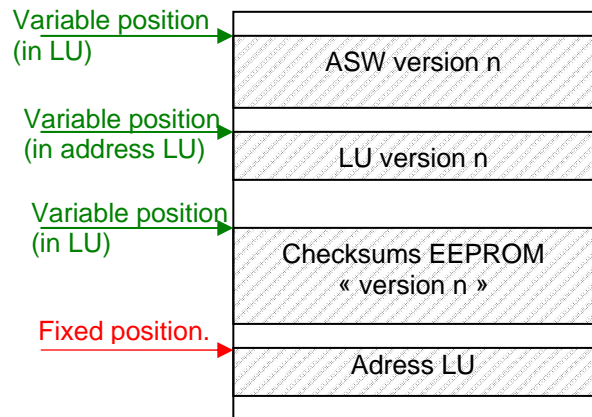 Variable position
(in LU)
ASW version n
Variable position
(in address LU)
LU version n
Variable position
(in LU)
Checksums EEPROM
« version n »
Fixed position.
Adress LU